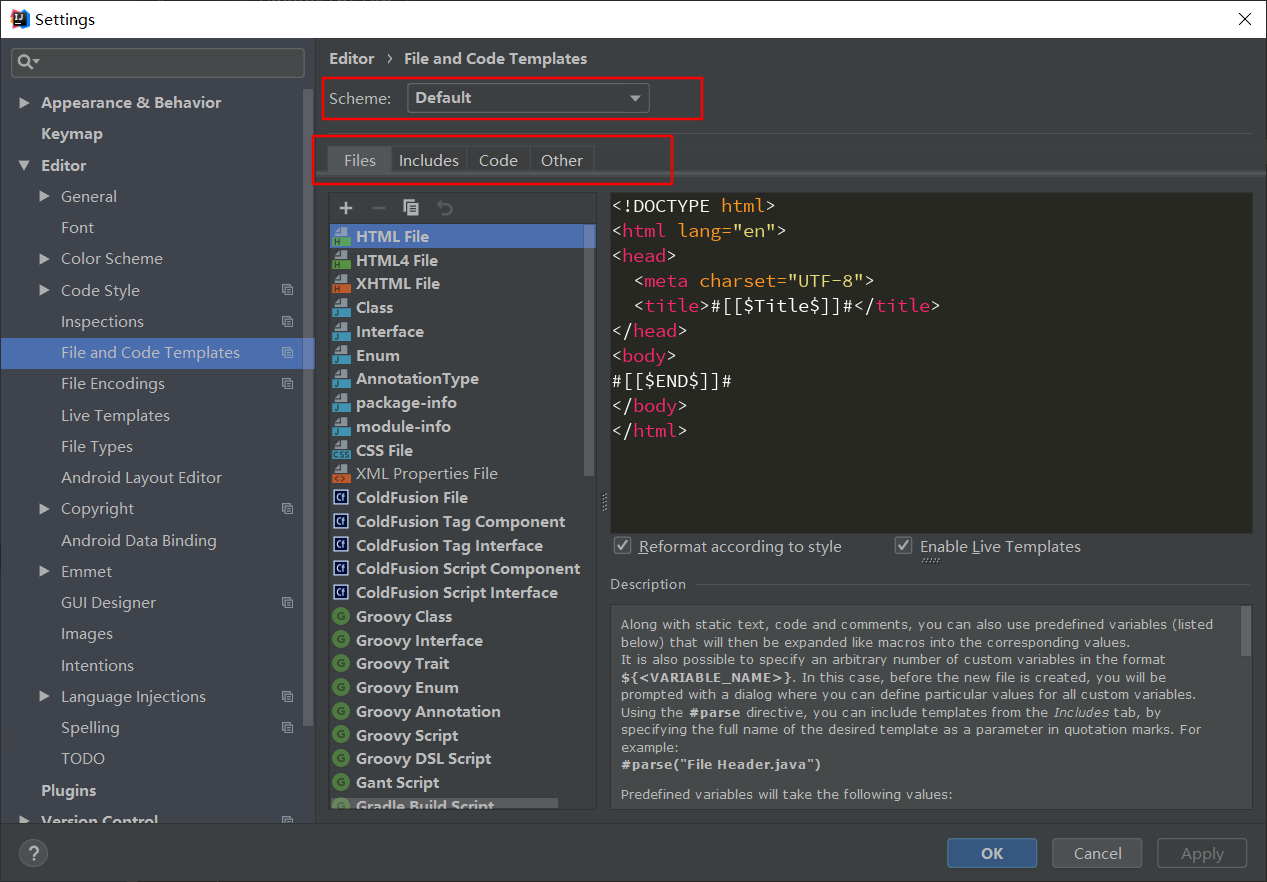 Settings
Appearance & Behavior
Keymap
Editor
General
Font
Color Scheme
Code Style
Inspections
File and Code Templates
File Encodings
Live Templates
File Types
Android Layout Editor
Copyright
Android Data Binding
Emmet
GUI Designer
Images
Intentions
Language Injections
Spelling
TODO
Plugins
Version Control
Editor › File and Code Templates
Scheme: Default
Files Includes Code Other
HTML File
HTML4 File
XHTML File
Class
Interface
Enum
AnnotationType
package-info
module-info
CSS File
XML Properties File
ColdFusion File
ColdFusion Tag Component
ColdFusion Tag Interface
ColdFusion Script Component
ColdFusion Script Interface
Groovy Class
Groovy Interface
Groovy Trait
Groovy Enum
Groovy Annotation
Groovy Script
Groovy DSL Script
Gant Script
Gradle Build Script
<!DOCTYPE html>
<html lang="en">
<head>
  <meta charset="UTF-8">
  <title>#[[$Title$]]#</title>
</head>
<body>
#[[$END$]]#
</body>
</html>
Reformat according to style Enable Live Templates
Description
Along with static text, code and comments, you can also use predefined variables (listed
below) that will then be expanded like macros into the corresponding values.
It is also possible to specify an arbitrary number of custom variables in the format
${<VARIABLE_NAME>}. In this case, before the new file is created, you will be
prompted with a dialog where you can define particular values for all custom variables.
Using the #parse directive, you can include templates from the Includes tab, by
specifying the full name of the desired template as a parameter in quotation marks. For
example:
#parse("File Header.java")
Predefined variables will take the following values:
? OK Cancel Apply